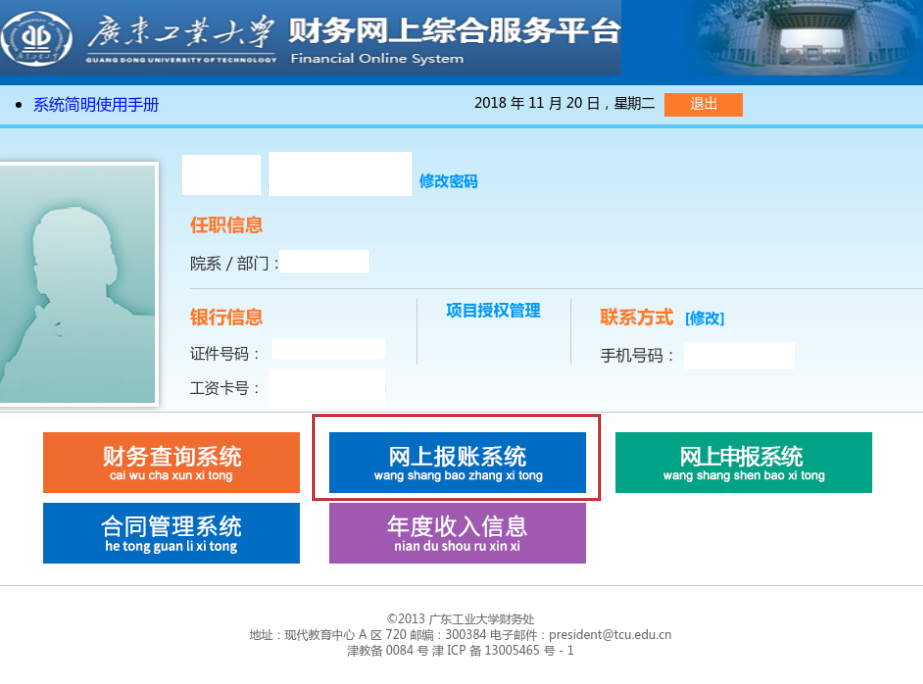 廣東工業大學
GUANG DONG UNIVERSITY OF TECHNOLOGY
财务网上综合服务平台
Financial Online System
系统简明使用手册
2018 年 11 月 20 日，星期二
退出
修改密码
任职信息
院系 / 部门：
银行信息
证件号码：
工资卡号：
项目授权管理
联系方式 [修改]
手机号码：
财务查询系统
cai wu cha xun xi tong
网上报账系统
wang shang bao zhang xi tong
网上申报系统
wang shang shen bao xi tong
合同管理系统
he tong guan li xi tong
年度收入信息
nian du shou ru xin xi
©2013 广东工业大学财务处
地址：现代教育中心 A 区 720 邮编：300384 电子邮件：president@tcu.edu.cn
津教备 0084 号 津 ICP 备 13005465 号 - 1